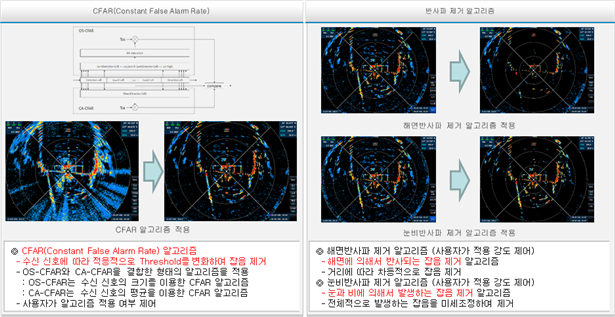 CFAR(Constant False Alarm Rate)
OS-CFAR
CA-CFAR
CFAR 알고리즘 적용
◎ CFAR(Constant False Alarm Rate) 알고리즘
- 수신 신호에 따라 적응적으로 Threshold를 변화하여 잡음 제거
- OS-CFAR와 CA-CFAR을 결합한 형태의 알고리즘을 적용
: OS-CFAR는 수신 신호의 크기를 이용한 CFAR 알고리즘
: CA-CFAR는 수신 신호의 평균을 이용한 CFAR 알고리즘
- 사용자가 알고리즘 적용 여부 제어
반사파 제거 알고리즘
해면반사파 제거 알고리즘 적용
눈비반사파 제거 알고리즘 적용
◎ 해면반사파 제거 알고리즘 (사용자가 적용 강도 제어)
- 해면에 의해서 반사되는 잡음 제거 알고리즘
- 거리에 따라 차등적으로 잡음 제거
◎ 눈비반사파 제거 알고리즘 (사용자가 적용 강도 제어)
- 눈과 비에 의해서 발생하는 잡음 제거 알고리즘
- 전체적으로 발생하는 잡음을 미세조정하여 제거